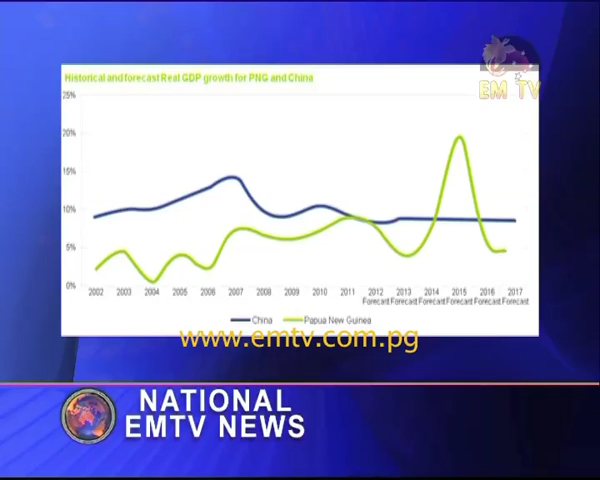 Historical and forecast Real GDP growth for PNG and China
EM TV
25%
20%
15%
10%
5%
0%
2002 2003 2004 2005 2006 2007 2008 2009 2010 2011 2012 2013 2014 2015 2016 2017
Forecast Forecast Forecast Forecast Forecast Forecast
China Papua New Guinea
www.emtv.com.pg
NATIONAL
EMTV NEWS